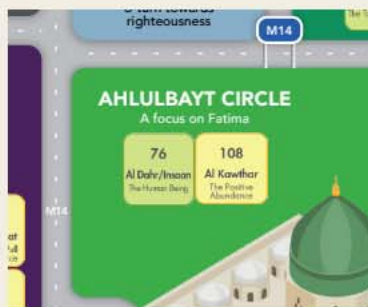 righteousness
M14
AHLULBAYT CIRCLE
A focus on Fatima
76
Al Dahr/Insaan
The Human Being
108
Al Kawthar
The Positive
Abundance
M14